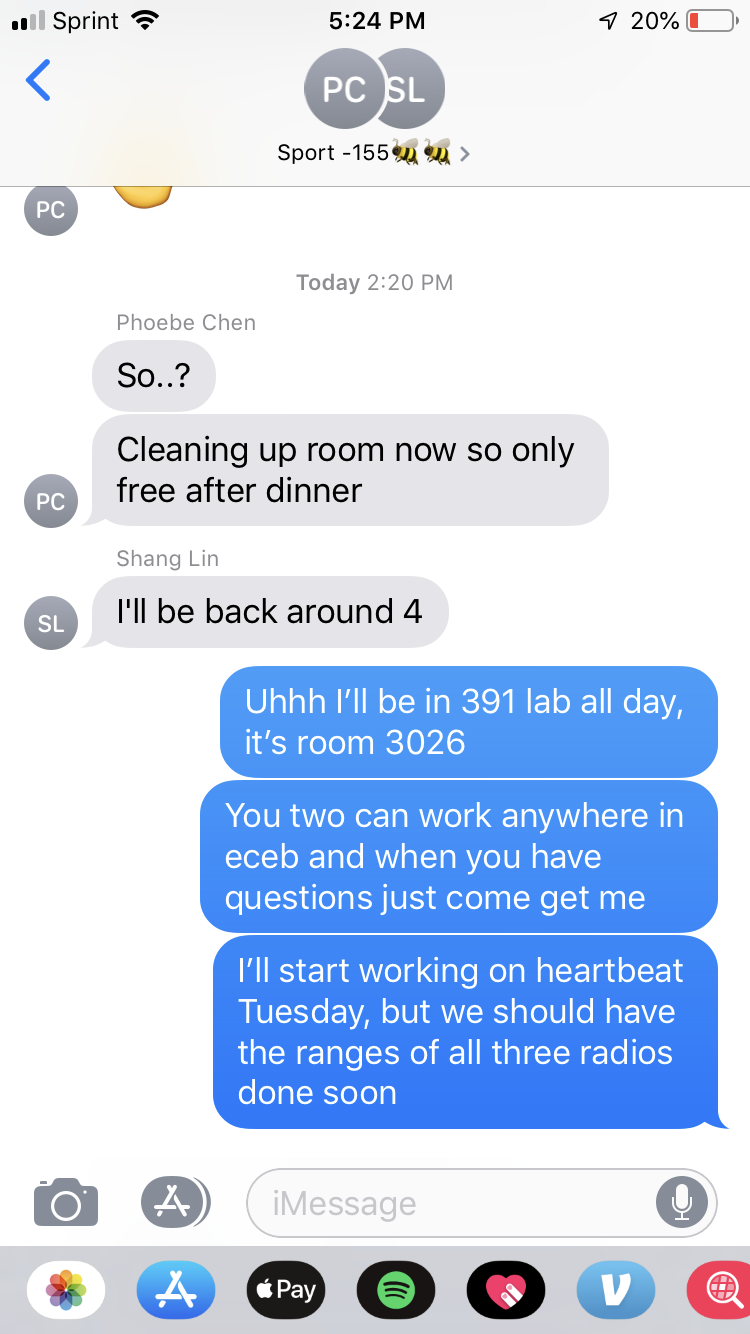 Sprint 5:24 PM 20%
PC SL
Sport -155🐝🐝
PC
Today 2:20 PM
Phoebe Chen
So..?
Cleaning up room now so only
free after dinner
PC
Shang Lin
I'll be back around 4
SL
Uhhh I’ll be in 391 lab all day,
it’s room 3026
You two can work anywhere in
eceb and when you have
questions just come get me
I’ll start working on heartbeat
Tuesday, but we should have
the ranges of all three radios
done soon
iMessage
Pay